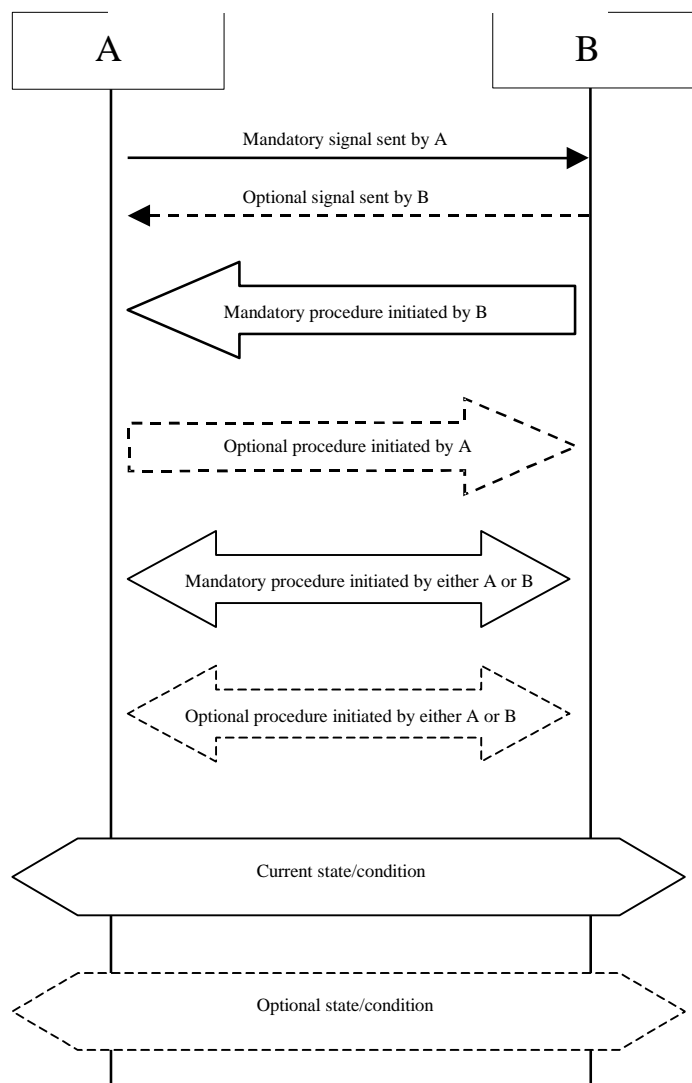 A
B
Mandatory signal sent by A
Optional signal sent by B
Mandatory procedure initiated by B
Optional procedure initiated by A
Mandatory procedure initiated by either A or B
Optional procedure initiated by either A or B
Current state/condition
Optional state/condition